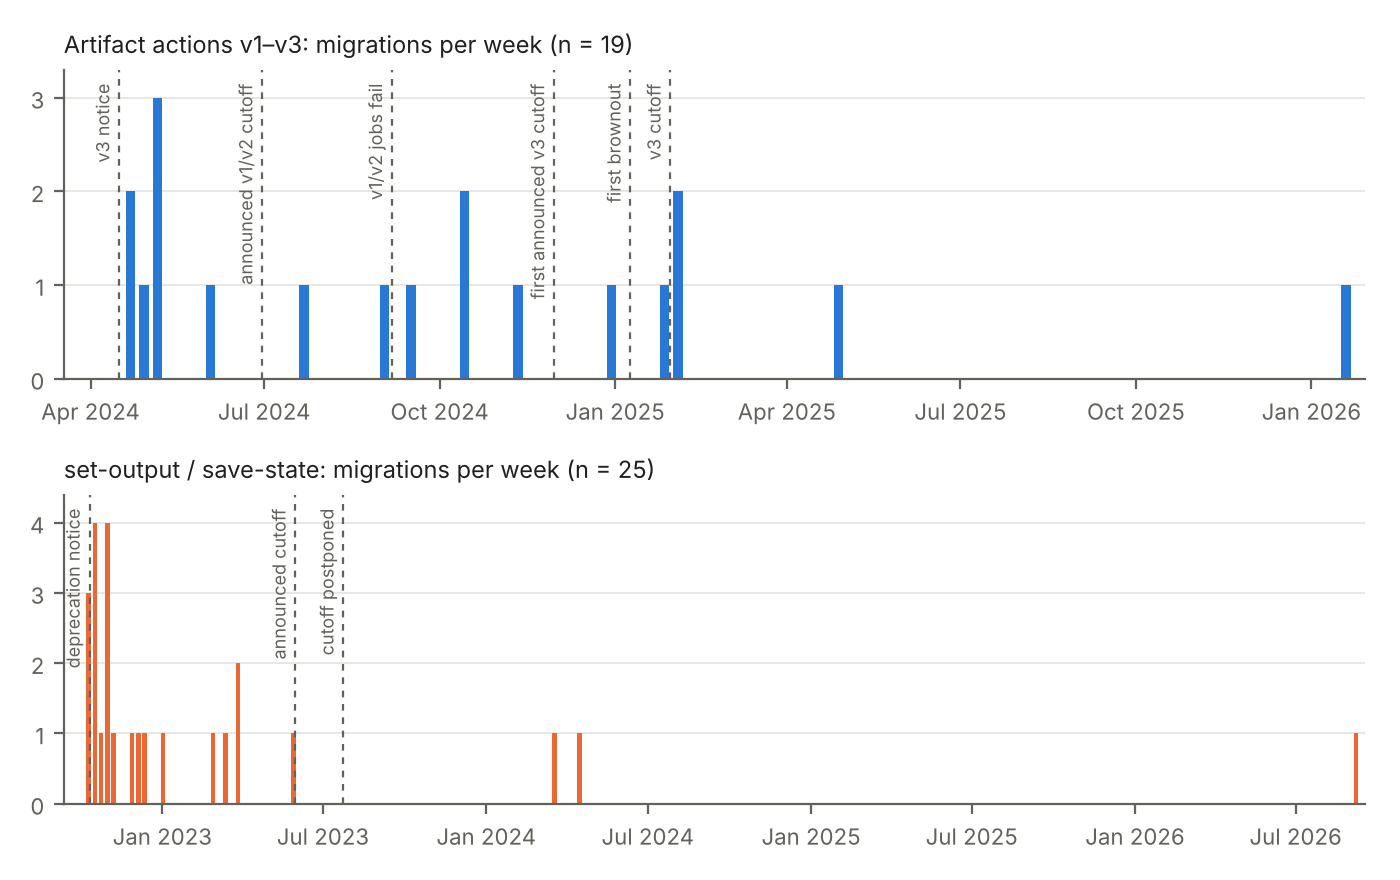 Artifact actions v1–v3: migrations per week (n = 19)
3
2
1
0
v3 notice
announced v1/v2 cutoff
v1/v2 jobs fail
first announced v3 cutoff
first brownout
v3 cutoff
Apr 2024
Jul 2024
Oct 2024
Jan 2025
Apr 2025
Jul 2025
Oct 2025
Jan 2026
set-output / save-state: migrations per week (n = 25)
4
3
2
1
0
deprecation notice
announced cutoff
cutoff postponed
Jan 2023
Jul 2023
Jan 2024
Jul 2024
Jan 2025
Jul 2025
Jan 2026
Jul 2026